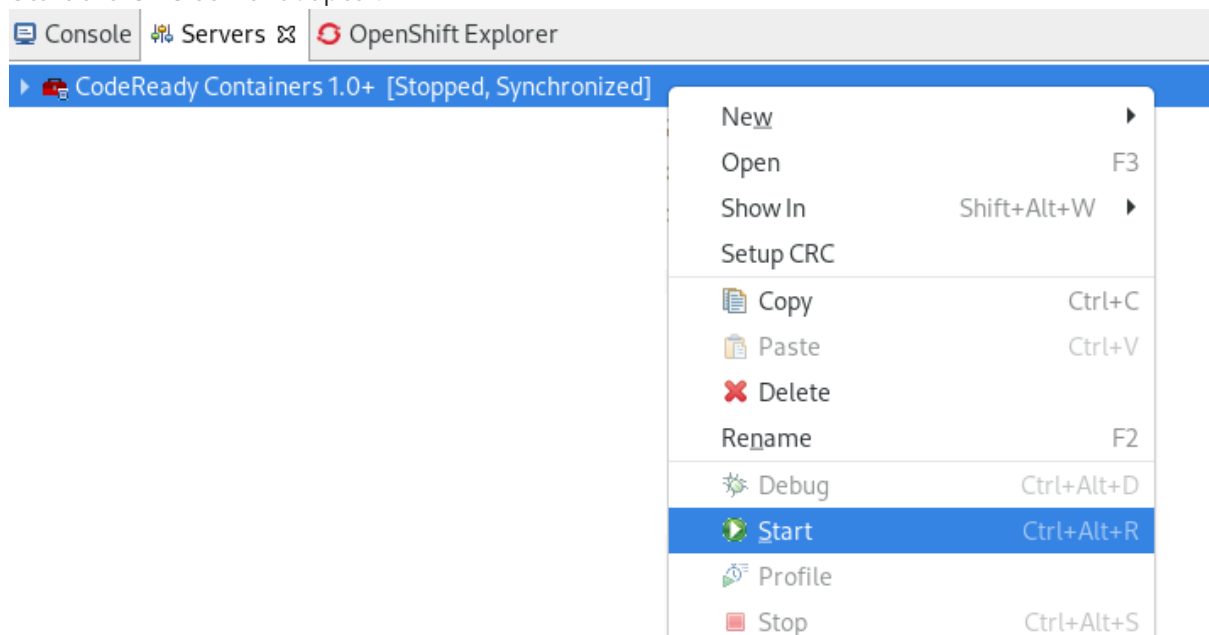 Console Servers OpenShift Explorer
CodeReady Containers 1.0+ [Stopped, Synchronized]
New
Open F3
Show In Shift+Alt+W
Setup CRC
Copy Ctrl+C
Paste Ctrl+V
Delete
Rename F2
Debug Ctrl+Alt+D
Start Ctrl+Alt+R
Profile
Stop Ctrl+Alt+S